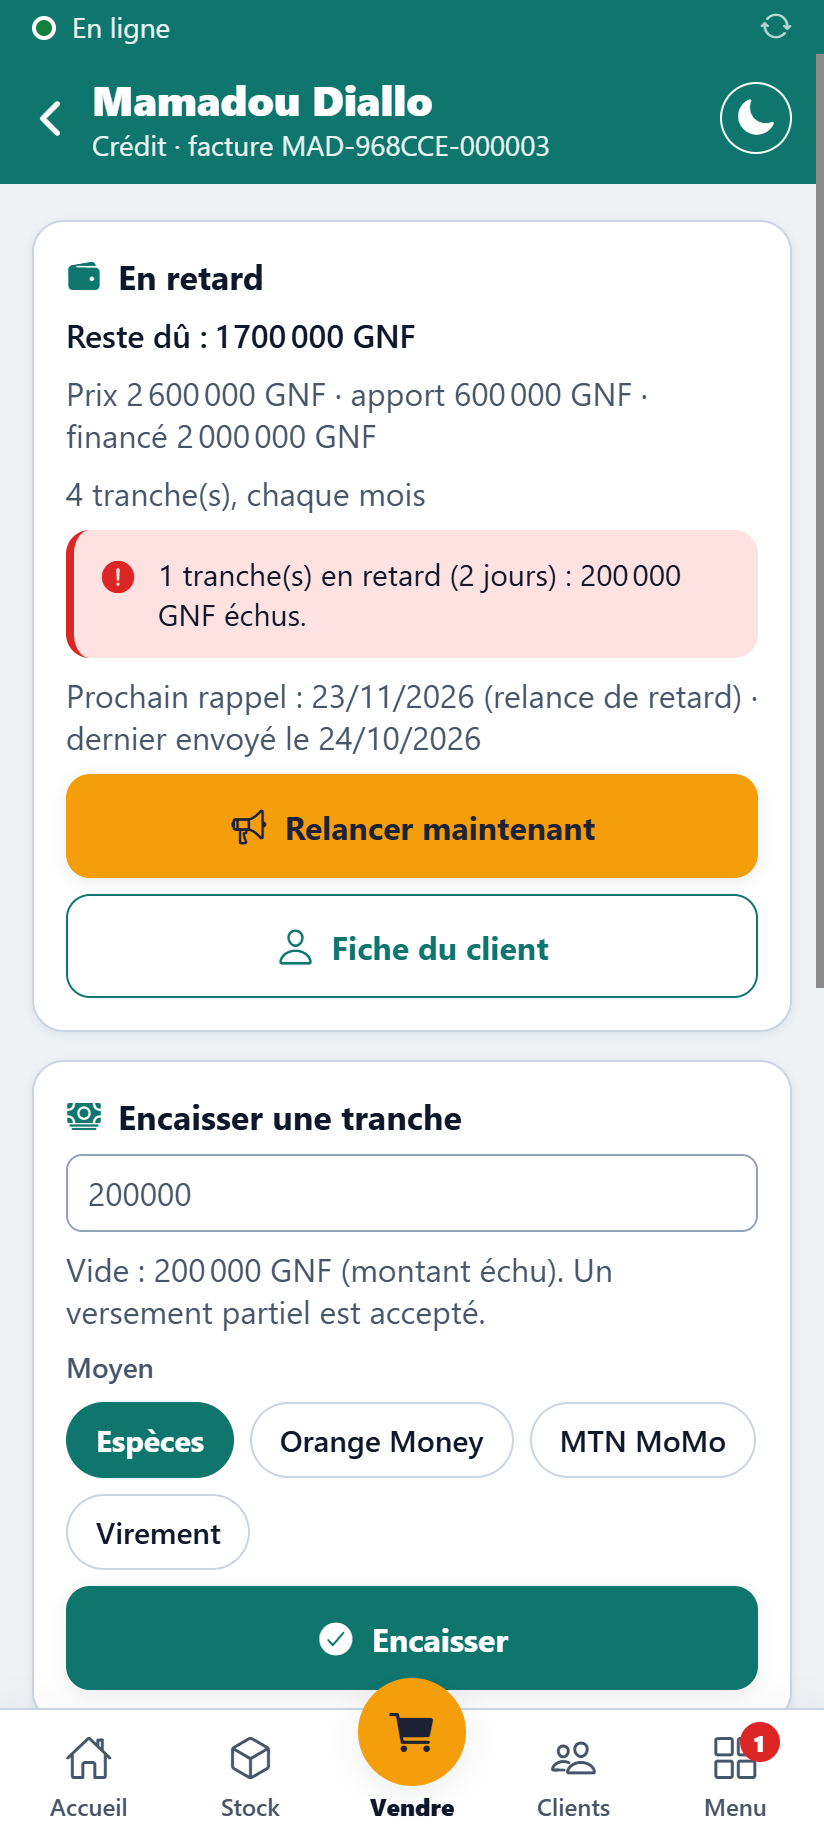 En ligne
Mamadou Diallo
Crédit · facture MAD-968CCE-000003
En retard
Reste dû : 1 700 000 GNF
Prix 2 600 000 GNF · apport 600 000 GNF ·
financé 2 000 000 GNF
4 tranche(s), chaque mois
1 tranche(s) en retard (2 jours) : 200 000
GNF échus.
Prochain rappel : 23/11/2026 (relance de retard) ·
dernier envoyé le 24/10/2026
Relancer maintenant
Fiche du client
Encaisser une tranche
200000
Vide : 200 000 GNF (montant échu). Un
versement partiel est accepté.
Moyen
Espèces
Orange Money
MTN MoMo
Virement
Encaisser
1
Accueil
Stock
Vendre
Clients
Menu